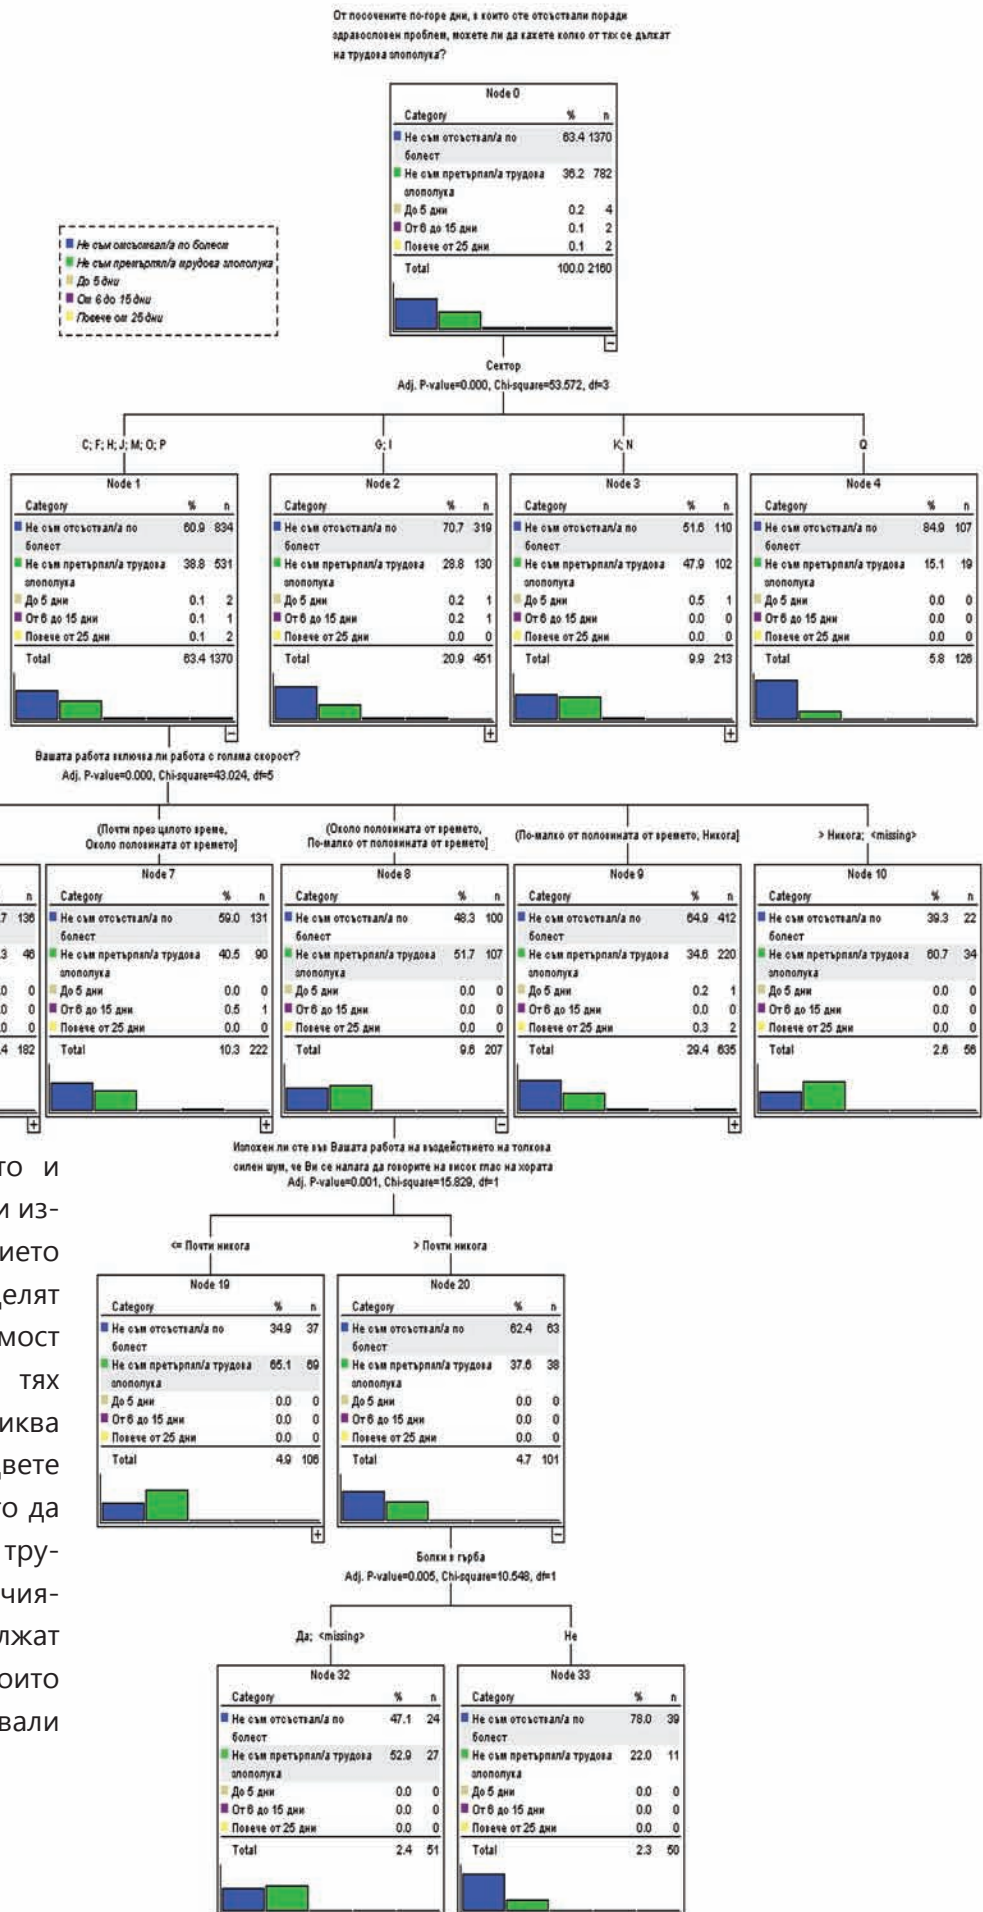 От посочените по-горе дни, в които сте отсъствали поради
здравословен проблем, можете ли да кажете колко от тях се дължат
на трудова злополука?
Node 0
Category % n
Не съм отсъствал/а по 63.4 1370
болест
Не съм претърпял/а трудова 36.2 782
злополука
До 5 дни 0.2 4
От 6 до 15 дни 0.1 2
Повече от 25 дни 0.1 2
Total 100.0 2160
Не съм отсъствал/а по болест
Не съм претърпял/а трудова злополука
До 5 дни
От 6 до 15 дни
Повече от 25 дни
Сектор
Adj. P-value=0.000, Chi-square=53.572, df=3
C; F; H; J; M; O; P
G; I
K; N
Q
Node 1
Category % n
Не съм отсъствал/а по 60.9 834
болест
Не съм претърпял/а трудова 38.8 531
злополука
До 5 дни 0.1 2
От 6 до 15 дни 0.1 1
Повече от 25 дни 0.1 2
Total 63.4 1370
Node 2
Category % n
Не съм отсъствал/а по 70.7 319
болест
Не съм претърпял/а трудова 28.8 130
злополука
До 5 дни 0.2 1
От 6 до 15 дни 0.2 1
Повече от 25 дни 0.0 0
Total 20.9 451
Node 3
Category % n
Не съм отсъствал/а по 51.6 110
болест
Не съм претърпял/а трудова 47.9 102
злополука
До 5 дни 0.5 1
От 6 до 15 дни 0.0 0
Повече от 25 дни 0.0 0
Total 9.9 213
Node 4
Category % n
Не съм отсъствал/а по 84.9 107
болест
Не съм претърпял/а трудова 15.1 19
злополука
До 5 дни 0.0 0
От 6 до 15 дни 0.0 0
Повече от 25 дни 0.0 0
Total 5.8 126
Вашата работа включва ли работа с голяма скорост?
Adj. P-value=0.000, Chi-square=43.024, df=5
(Почти през цялото време,
Около половината от времето]
(Около половината от времето,
По-малко от половината от времето]
(По-малко от половината от времето, Никога]
> Никога; <missing>
n
.7 136
.3 46
.0 0
.0 0
.0 0
.4 182
Node 7
Category % n
Не съм отсъствал/а по 59.0 131
болест
Не съм претърпял/а трудова 40.5 90
злополука
До 5 дни 0.0 0
От 6 до 15 дни 0.5 1
Повече от 25 дни 0.0 0
Total 10.3 222
Node 8
Category % n
Не съм отсъствал/а по 48.3 100
болест
Не съм претърпял/а трудова 51.7 107
злополука
До 5 дни 0.0 0
От 6 до 15 дни 0.0 0
Повече от 25 дни 0.0 0
Total 9.6 207
Node 9
Category % n
Не съм отсъствал/а по 64.9 412
болест
Не съм претърпял/а трудова 34.6 220
злополука
До 5 дни 0.2 1
От 6 до 15 дни 0.0 0
Повече от 25 дни 0.3 2
Total 29.4 635
Node 10
Category % n
Не съм отсъствал/а по 39.3 22
болест
Не съм претърпял/а трудова 60.7 34
злополука
До 5 дни 0.0 0
От 6 до 15 дни 0.0 0
Повече от 25 дни 0.0 0
Total 2.6 56
Изложен ли сте във Вашата работа на въздействието на толкова
силен шум, че Ви се налага да говорите на висок глас на хората
Adj. P-value=0.001, Chi-square=15.829, df=1
<= Почти никога
> Почти никога
Node 19
Category % n
Не съм отсъствал/а по 34.9 37
болест
Не съм претърпял/а трудова 65.1 69
злополука
До 5 дни 0.0 0
От 6 до 15 дни 0.0 0
Повече от 25 дни 0.0 0
Total 4.9 106
Node 20
Category % n
Не съм отсъствал/а по 62.4 63
болест
Не съм претърпял/а трудова 37.6 38
злополука
До 5 дни 0.0 0
От 6 до 15 дни 0.0 0
Повече от 25 дни 0.0 0
Total 4.7 101
Болки в гърба
Adj. P-value=0.005, Chi-square=10.548, df=1
Да; <missing>
Не
Node 32
Category % n
Не съм отсъствал/а по 47.1 24
болест
Не съм претърпял/а трудова 52.9 27
злополука
До 5 дни 0.0 0
От 6 до 15 дни 0.0 0
Повече от 25 дни 0.0 0
Total 2.4 51
Node 33
Category % n
Не съм отсъствал/а по 78.0 39
болест
Не съм претърпял/а трудова 22.0 11
злополука
До 5 дни 0.0 0
От 6 до 15 дни 0.0 0
Повече от 25 дни 0.0 0
Total 2.3 50
то и
и из-
ието
делят
мост
тях
иква
двете
о да
тру-
чия-
лжат
оито
вали